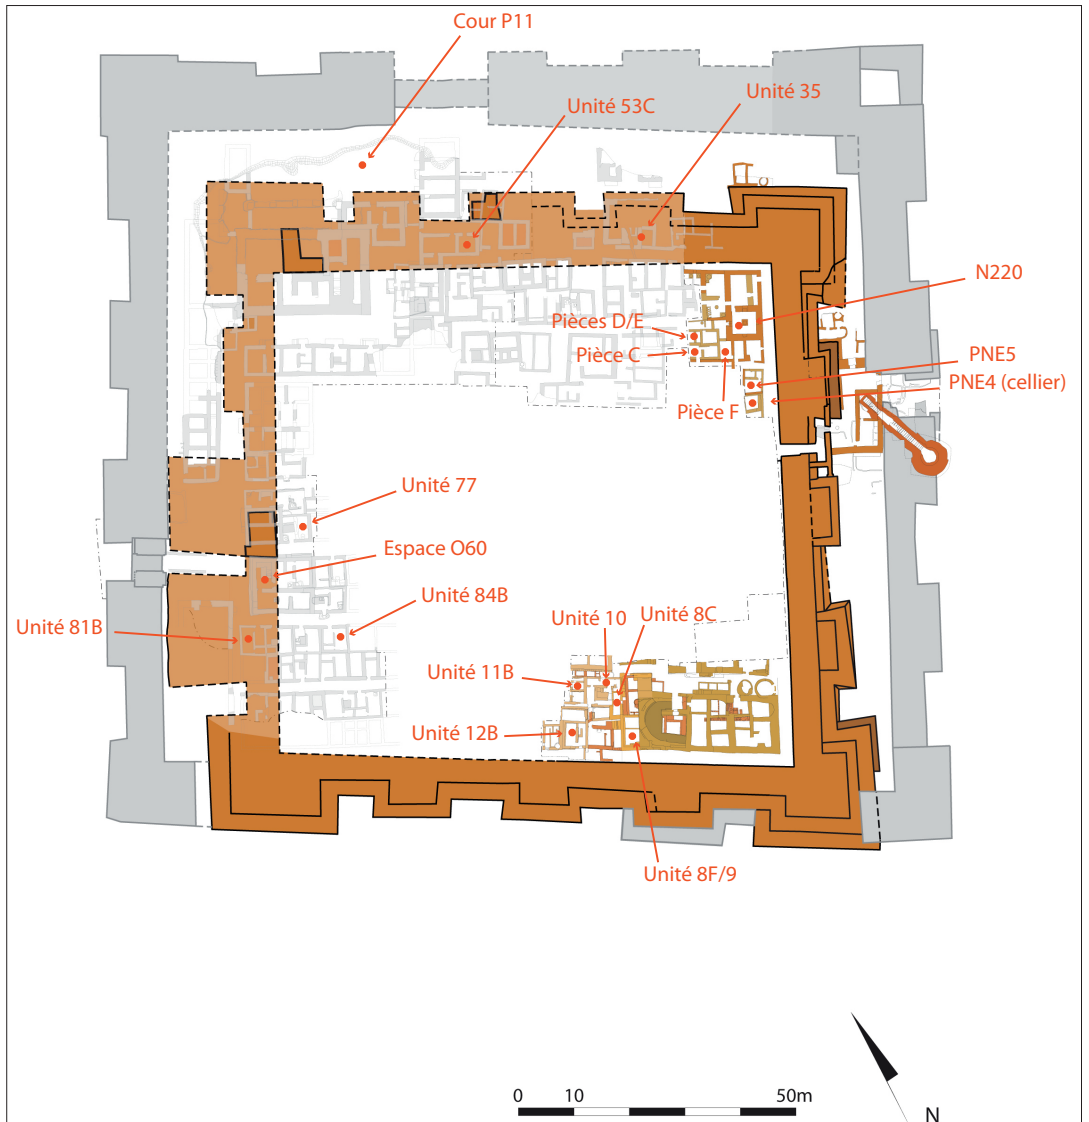 Cour P11
Unité 35
Unité 53C
N220
Pièces D/E
Pièce C
PNE5
PNE4 (cellier)
Pièce F
Unité 77
Espace O60
Unité 84B
Unité 81B
Unité 10
Unité 8C
Unité 11B
Unité 12B
Unité 8F/9
0 10 50m
N